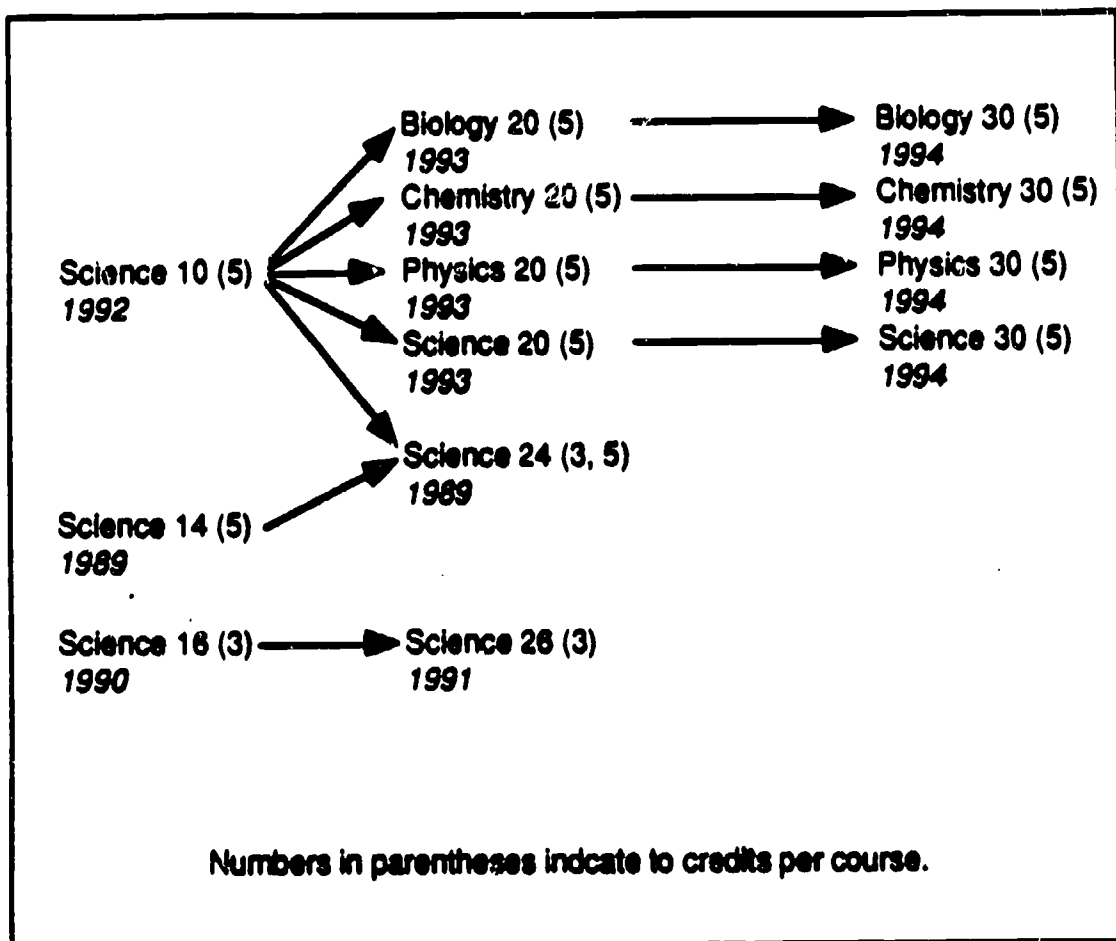 Biology 20 (5)
1993
Biology 30 (5)
1994
Chemistry 20 (5)
1993
Chemistry 30 (5)
1994
Science 10 (5)
1992
Physics 20 (5)
1993
Physics 30 (5)
1994
Science 20 (5)
1993
Science 30 (5)
1994
Science 24 (3, 5)
1989
Science 14 (5)
1989
Science 16 (3)
1990
Science 26 (3)
1991
Numbers in parentheses indcate to credits per course.